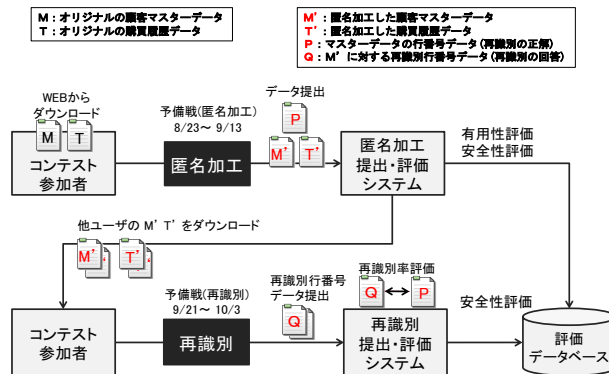 M：オリジナルの顧客マスターデータ
T：オリジナルの購買履歴データ
M’：匿名加工した顧客マスターデータ
T’：匿名加工した購買履歴データ
P：マスターデータの行番号データ(再識別の正解)
Q：M’に対する再識別行番号データ(再識別の回答)
WEBから
ダウンロード
M
T
コンテスト
参加者
予備戦(匿名加工)
8/23～ 9/13
匿名加工
データ提出
P
M’
T’
匿名加工
提出・評価
システム
有用性評価
安全性評価
他ユーザの M’ T’ をダウンロード
M’
T’
コンテスト
参加者
予備戦(再識別)
9/21～ 10/3
再識別
再識別行番号
データ提出
Q
再識別率評価
Q
P
再識別
提出・評価
システム
安全性評価
評価
データベース